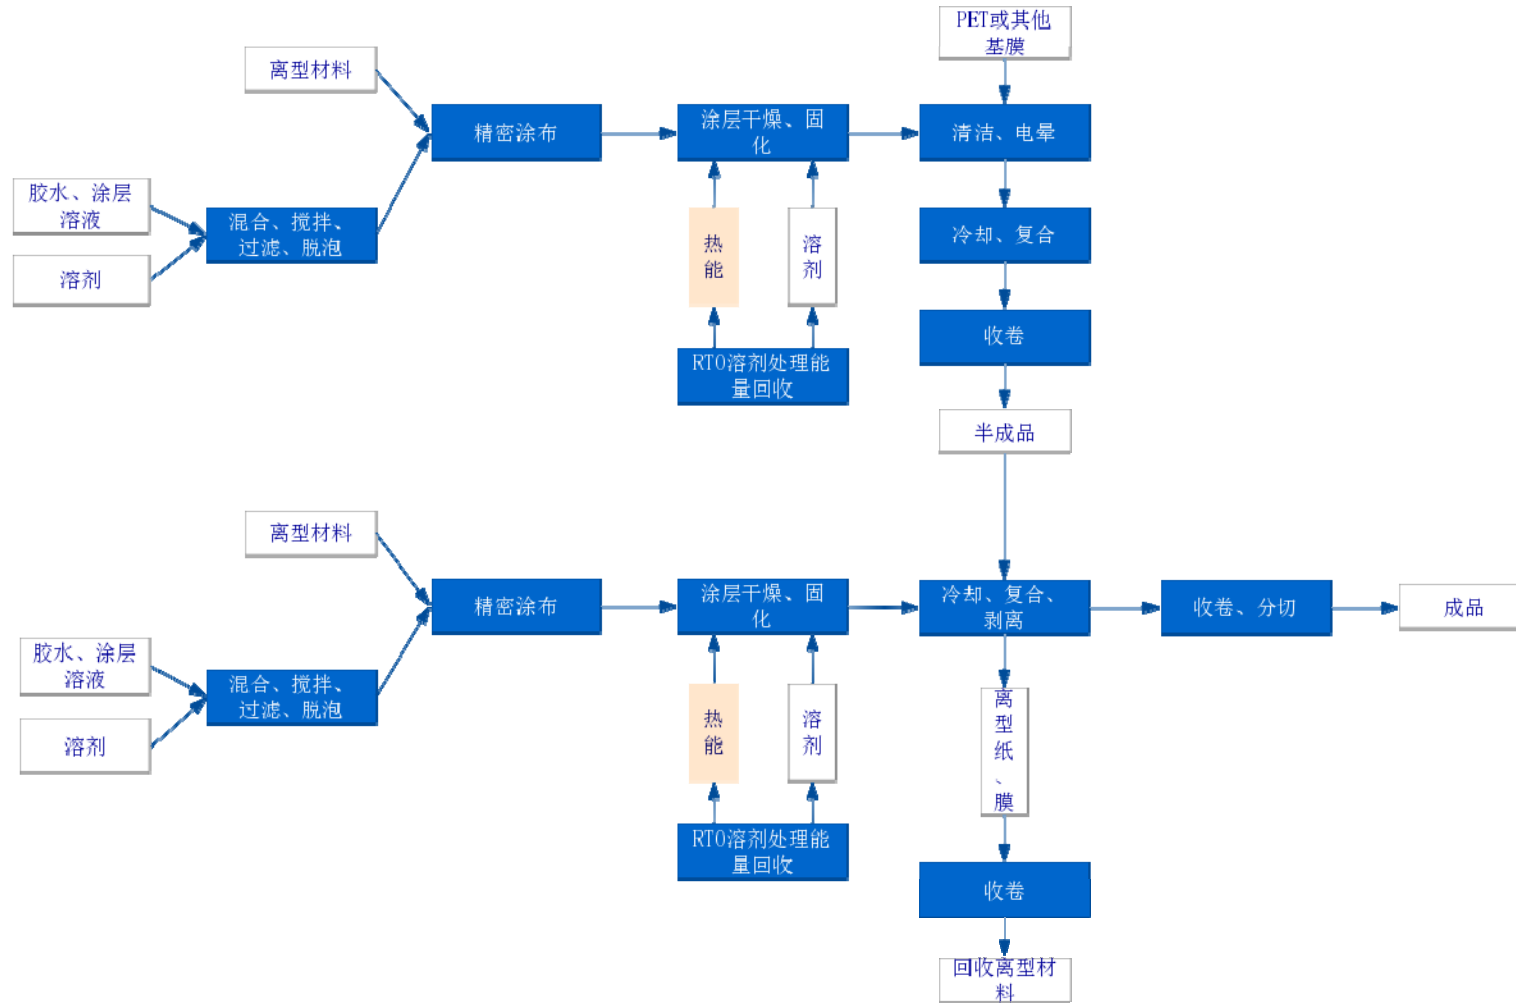 PET或其他
基膜
离型材料
精密涂布
涂层干燥、固
化
清洁、电晕
胶水、涂层
溶液
溶剂
混合、搅拌、
过滤、脱泡
热
能
溶
剂
冷却、复合
收卷
RTO溶剂处理能
量回收
半成品
离型材料
精密涂布
涂层干燥、固
化
冷却、复合、
剥离
收卷、分切
成品
胶水、涂层
溶液
溶剂
混合、搅拌、
过滤、脱泡
热
能
溶
剂
离
型
纸
、
膜
RTO溶剂处理能
量回收
收卷
回收离型材
料